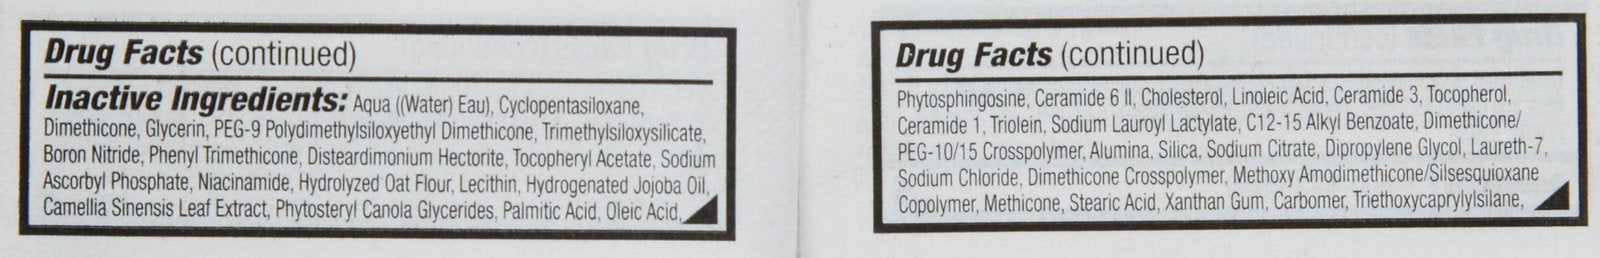 Drug Facts (continued)
Inactive Ingredients: Aqua ((Water) Eau), Cyclopentasiloxane,
Dimethicone, Glycerin, PEG-9 Polydimethylsiloxyethyl Dimethicone, Trimethylsiloxysilicate,
Boron Nitride, Phenyl Trimethicone, Disteardimonium Hectorite, Tocopheryl Acetate, Sodium
Ascorbyl Phosphate, Niacinamide, Hydrolyzed Oat Flour, Lecithin, Hydrogenated Jojoba Oil,
Camellia Sinensis Leaf Extract, Phytosteryl Canola Glycerides, Palmitic Acid, Oleic Acid,
Drug Facts (continued)
Phytosphingosine, Ceramide 6 II, Cholesterol, Linoleic Acid, Ceramide 3, Tocopherol,
Ceramide 1, Triolein, Sodium Lauroyl Lactylate, C12-15 Alkyl Benzoate, Dimethicone/
PEG-10/15 Crosspolymer, Alumina, Silica, Sodium Citrate, Dipropylene Glycol, Laureth-7,
Sodium Chloride, Dimethicone Crosspolymer, Methoxy Amodimethicone/Silsesquioxane
Copolymer, Methicone, Stearic Acid, Xanthan Gum, Carbomer, Triethoxycaprylylsilane,